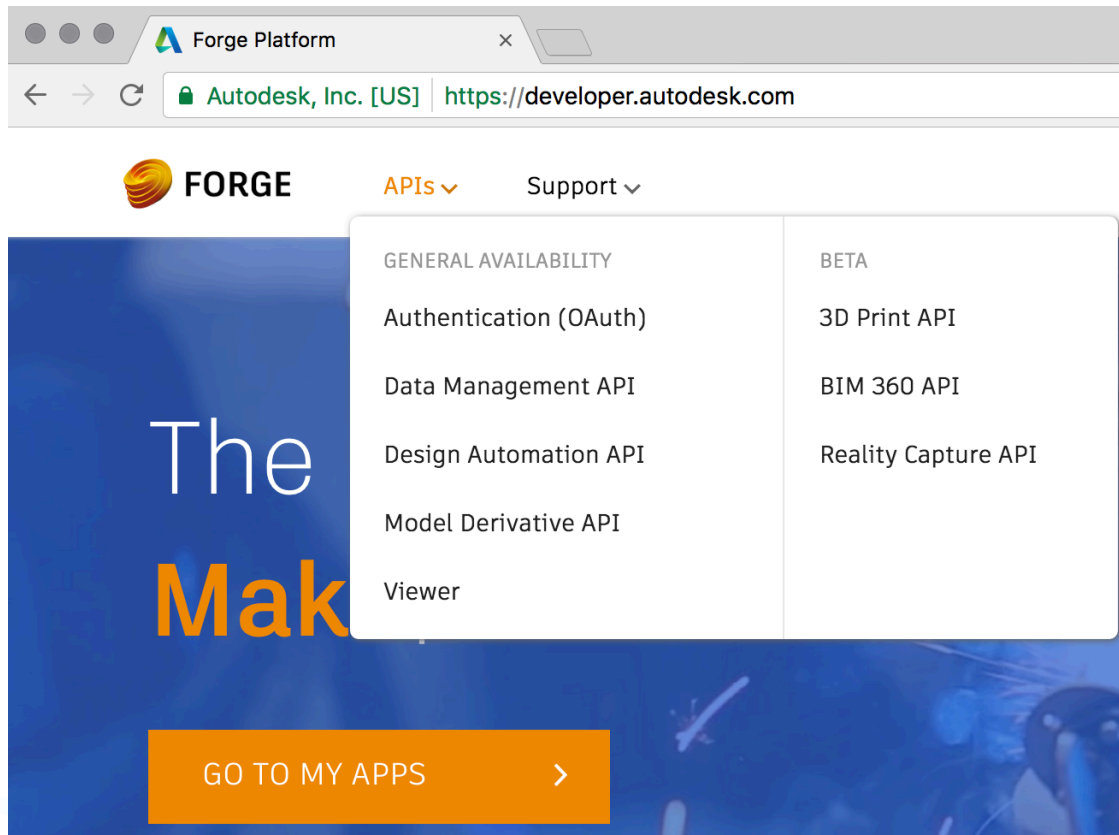 Forge Platform
Autodesk, Inc. [US] https://developer.autodesk.com
FORGE APIs Support
GENERAL AVAILABILITY
Authentication (OAuth)
Data Management API
Design Automation API
Model Derivative API
Viewer
BETA
3D Print API
BIM 360 API
Reality Capture API
The
Mak
GO TO MY APPS